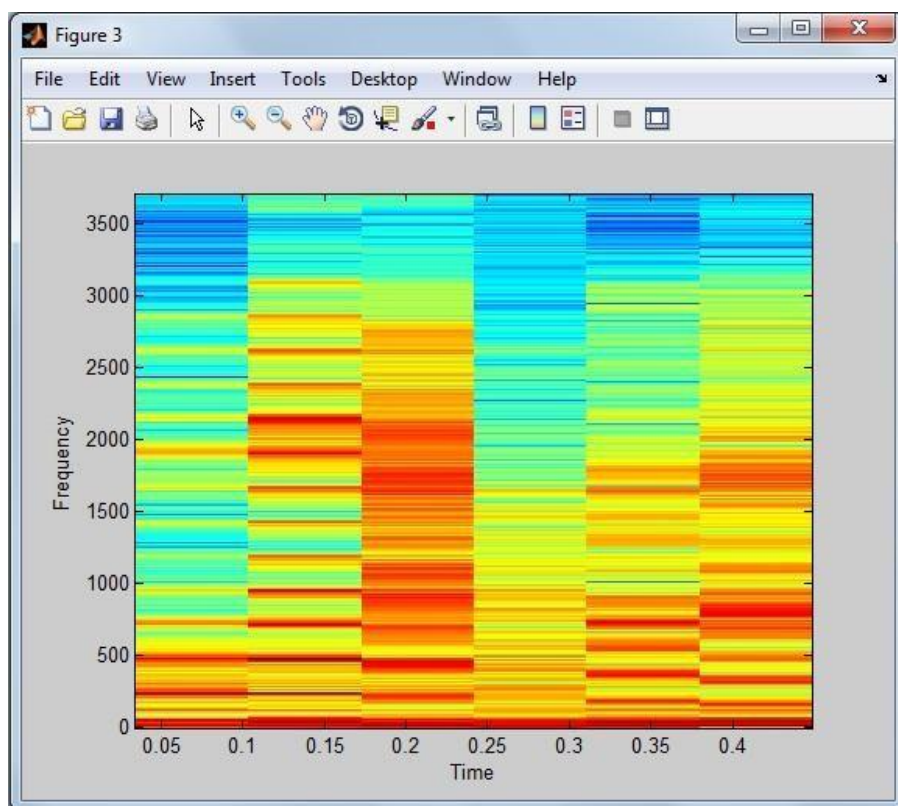 Figure 3
File Edit View Insert Tools Desktop Window Help
3500
3000
2500
2000
1500
1000
500
0
Frequency
0.05 0.1 0.15 0.2 0.25 0.3 0.35 0.4
Time